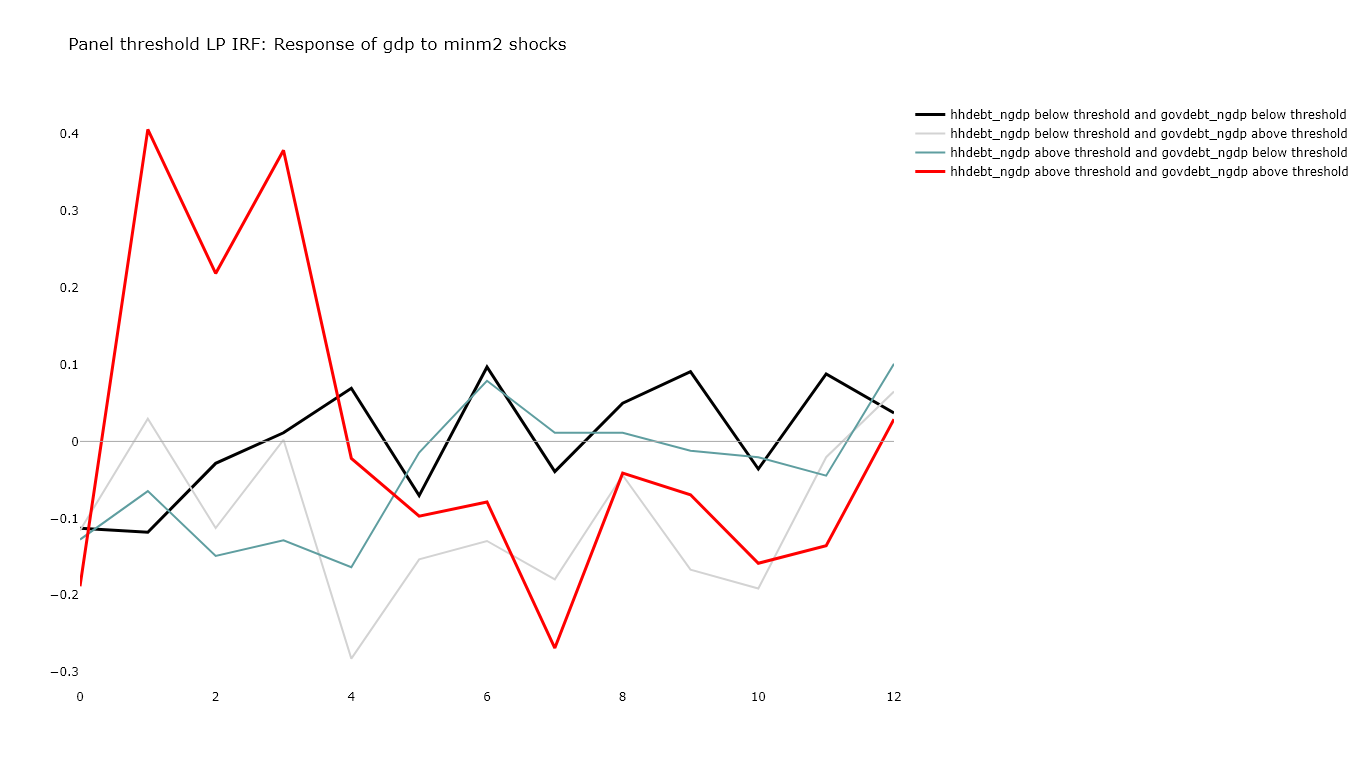 Panel threshold LP IRF: Response of gdp to minm2 shocks
hhdebt_ngdp below threshold and govdebt_ngdp below threshold
hhdebt_ngdp below threshold and govdebt_ngdp above threshold
hhdebt_ngdp above threshold and govdebt_ngdp below threshold
hhdebt_ngdp above threshold and govdebt_ngdp above threshold
0.4
0.3
0.2
0.1
0
−0.1
−0.2
−0.3
0 2 4 6 8 10 12